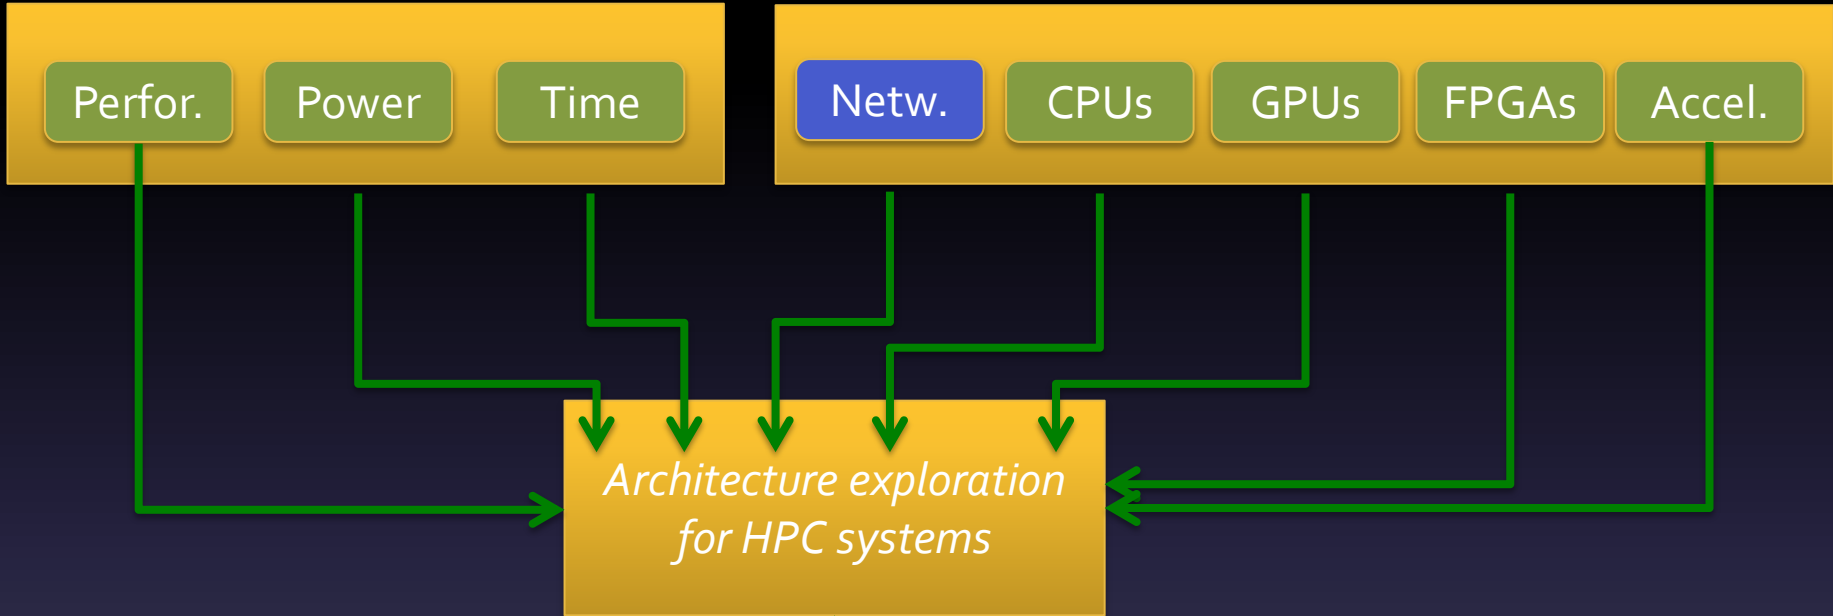 Perfor.
Power
Time
Netw.
CPUs
GPUs
FPGAs
Accel.
Architecture exploration
for HPC systems